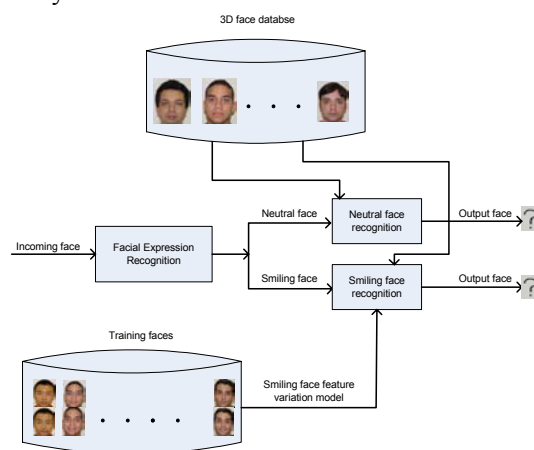 3D face databse
Neutral face
Neutral face
recognition
Output face
Incoming face
Facial Expression
Recognition
Smiling face
Smiling face
recognition
Output face
Training faces
Smiling face feature
variation model